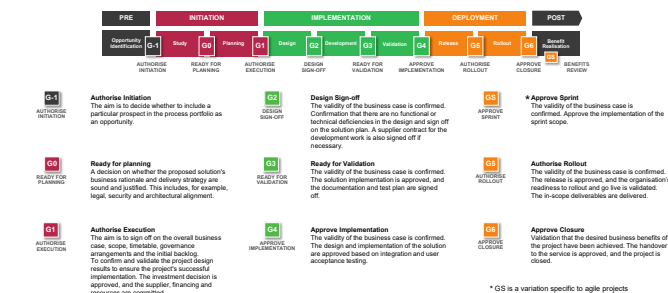 PRE INITIATION IMPLEMENTATION DEPLOYMENT POST
Opportunity Identification G-1 Study G0 Planning G1 Design G2 Development G3 Validation G4 Release G5 Rollout G6 Benefit Realisation
GS
AUTHORISE INITIATION
READY FOR PLANNING
AUTHORISE EXECUTION
DESIGN SIGN-OFF
READY FOR VALIDATION
APPROVE IMPLEMENTATION
AUTHORISE ROLLOUT
APPROVE CLOSURE
BENEFITS REVIEW
G-1
AUTHORISE
INITIATION
Authorise Initiation
The aim is to decide whether to include a
particular prospect in the process portfolio as
an opportunity.
G2
DESIGN
SIGN-OFF
Design Sign-off
The validity of the business case is confirmed.
Confirmation that there are no functional or
technical deficiencies in the design and sign off
on the solution plan. A supplier contract for the
development work is also signed off if
necessary.
GS
APPROVE
SPRINT
* Approve Sprint
The validity of the business case is
confirmed. Approve the implementation of the
sprint scope.
G0
READY FOR
PLANNING
Ready for planning
A decision on whether the proposed solution's
business rationale and delivery strategy are
sound and justified. This includes, for example,
legal, security and architectural alignment.
G3
READY FOR
VALIDATION
Ready for Validation
The validity of the business case is confirmed.
The solution implementation is approved, and
the documentation and test plan are signed
off.
G5
AUTHORISE
ROLLOUT
Authorise Rollout
The validity of the business case is confirmed.
The release is approved, and the organisation's
readiness to rollout and go live is validated.
The in-scope deliverables are delivered.
G1
AUTHORISE
EXECUTION
Authorise Execution
The aim is to sign off on the overall business
case, scope, timetable, governance
arrangements and the initial backlog.
To confirm and validate the project design
results to ensure the project's successful
implementation. The investment decision is
approved, and the supplier, financing and
resources are committed.
G4
APPROVE
IMPLEMENTATION
Approve Implementation
The validity of the business case is confirmed.
The design and implementation of the solution
are approved based on integration and user
acceptance testing.
G6
APPROVE
CLOSURE
Approve Closure
Validation that the desired business benefits of
the project have been achieved. The handover
to the service is approved, and the project is
closed.
* GS is a variation specific to agile projects